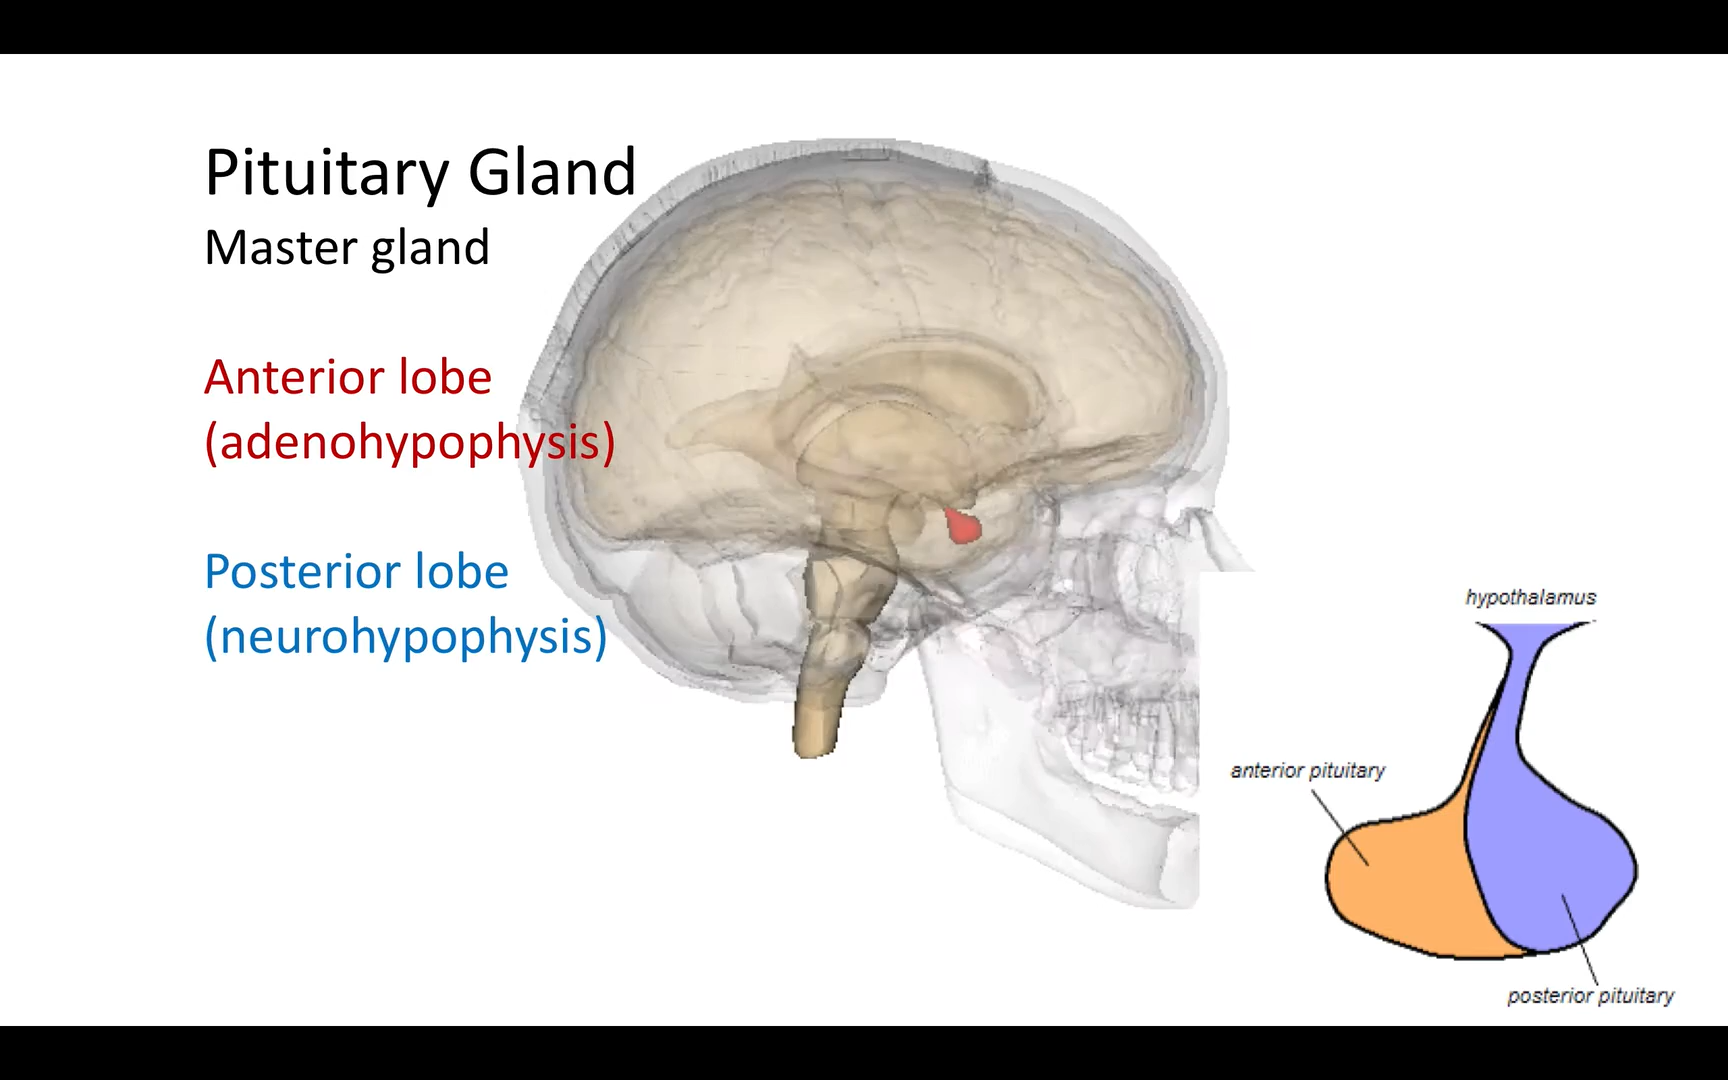 Pituitary Gland
Master gland
Anterior lobe
(adenohypophysis)
Posterior lobe
(neurohypophysis)
hypothalamus
anterior pituitary
posterior pituitary